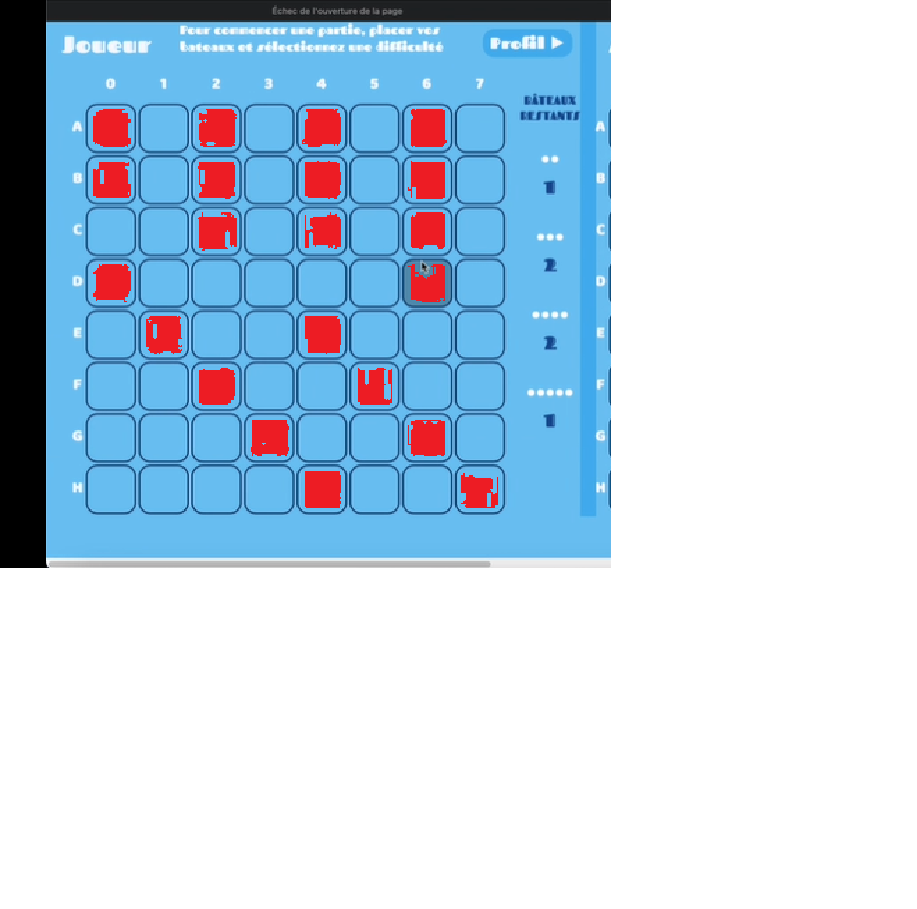 Échec de l'ouverture de la page
Pour commencer une partie, placer vos
Joueur
bateaux et sélectionnez une difficulté
Profil
0 1 2 3 4 5 6 7
BÂTEAUX
RESTANTS
A A
B B
1
C C
2
D D
E E
2
F F
1
G G
H H